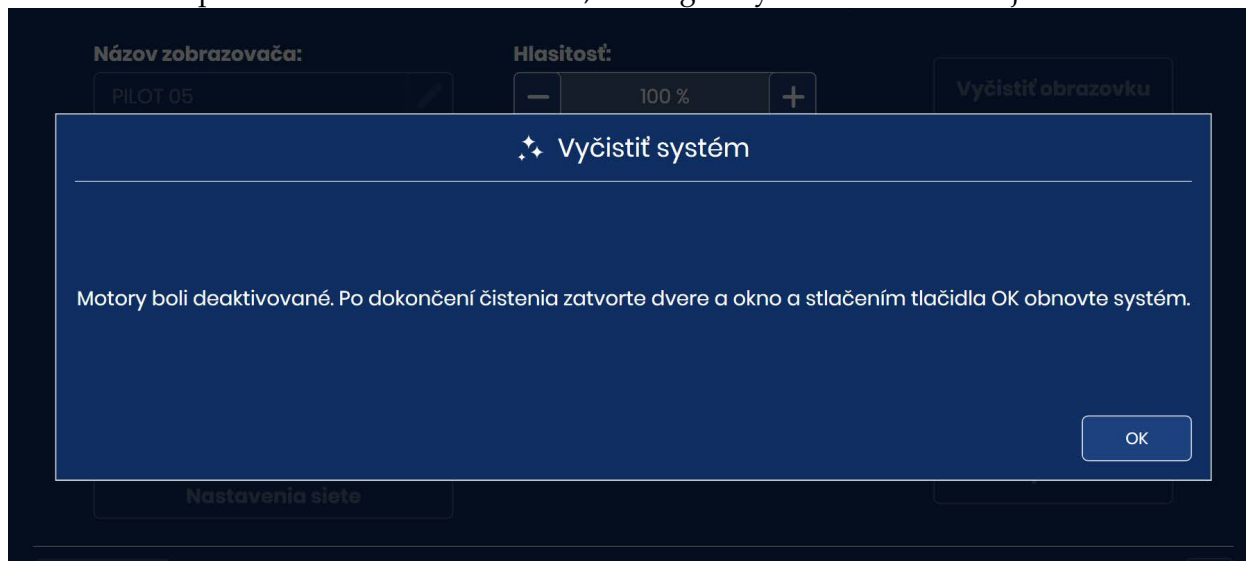 Názov zobrazovača:
Hlasitosť:
PILOT 05
100 %
Vyčistiť obrazovku
Vyčistiť systém
Motory boli deaktivované. Po dokončení čistenia zatvorte dvere a okno a stlačením tlačidla OK obnovte systém.
OK
Nastavenia siete